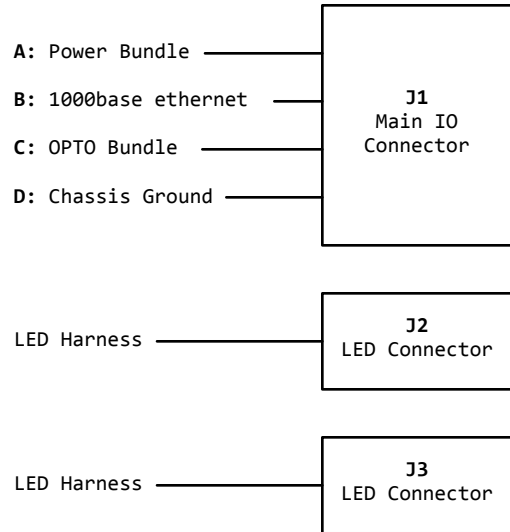 A: Power Bundle
B: 1000base ethernet
C: OPTO Bundle
D: Chassis Ground
J1
Main IO
Connector
LED Harness
J2
LED Connector
LED Harness
J3
LED Connector